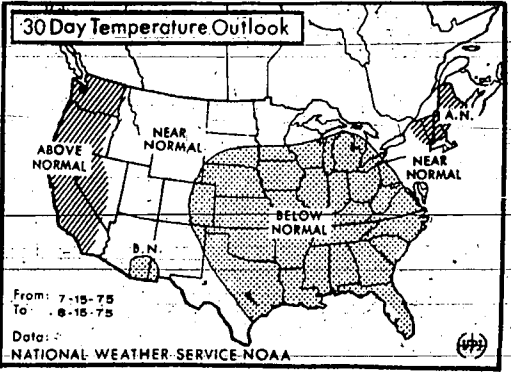 30 Day Temperature Outlook
A.N.
ABOVE
NORMAL
NEAR
NORMAL
NEAR
NORMAL
BELOW
NORMAL
B.N.
From: 7-15-75
To 8-15-75
Data:
NATIONAL WEATHER SERVICE NOAA
UPI